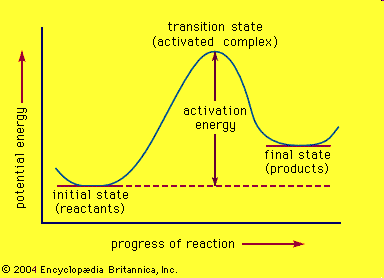 transition state
(activated complex)
potential energy
activation
energy
final state
(products)
initial state
(reactants)
progress of reaction
© 2004 Encyclopædia Britannica, Inc.